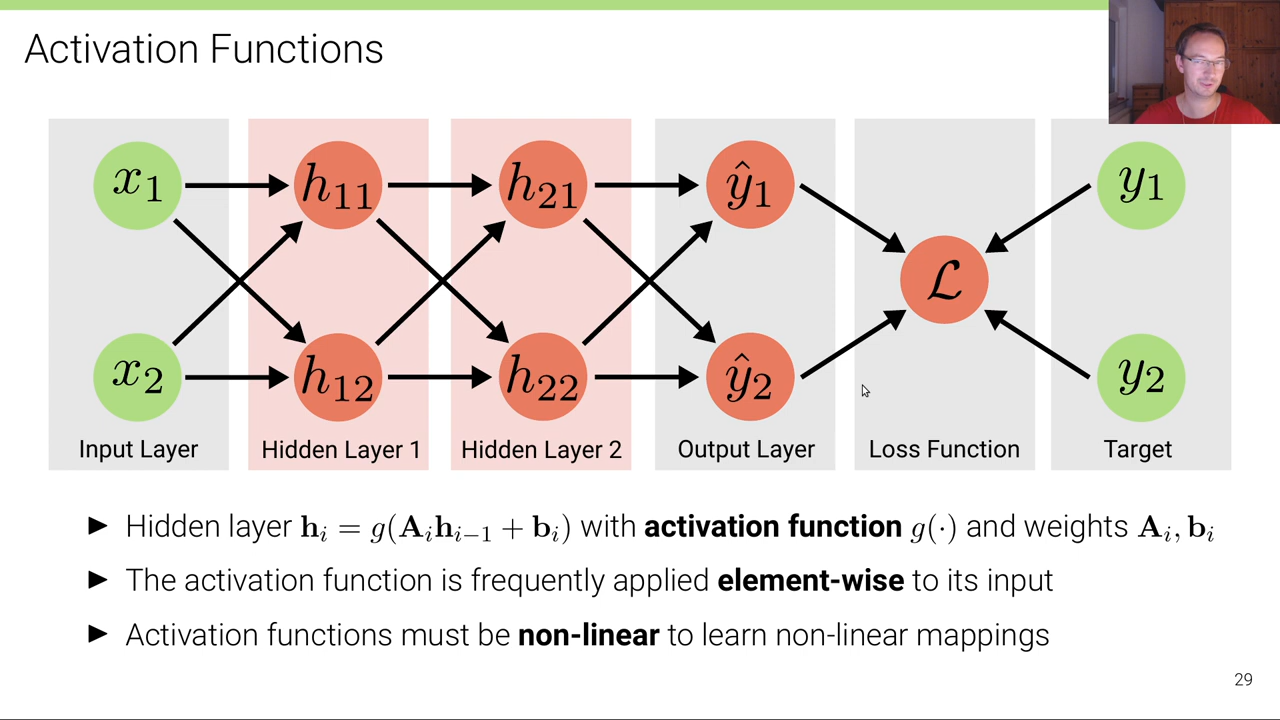 Activation Functions
x₁ h₁₁ h₂₁ ŷ₁ y₁
ℒ
x₂ h₁₂ h₂₂ ŷ₂ y₂
Input Layer Hidden Layer 1 Hidden Layer 2 Output Layer Loss Function Target
▶ Hidden layer 𝐡ᵢ = g(𝐀ᵢ𝐡ᵢ₋₁ + 𝐛ᵢ) with activation function g(·) and weights 𝐀ᵢ, 𝐛ᵢ
▶ The activation function is frequently applied element-wise to its input
▶ Activation functions must be non-linear to learn non-linear mappings
29